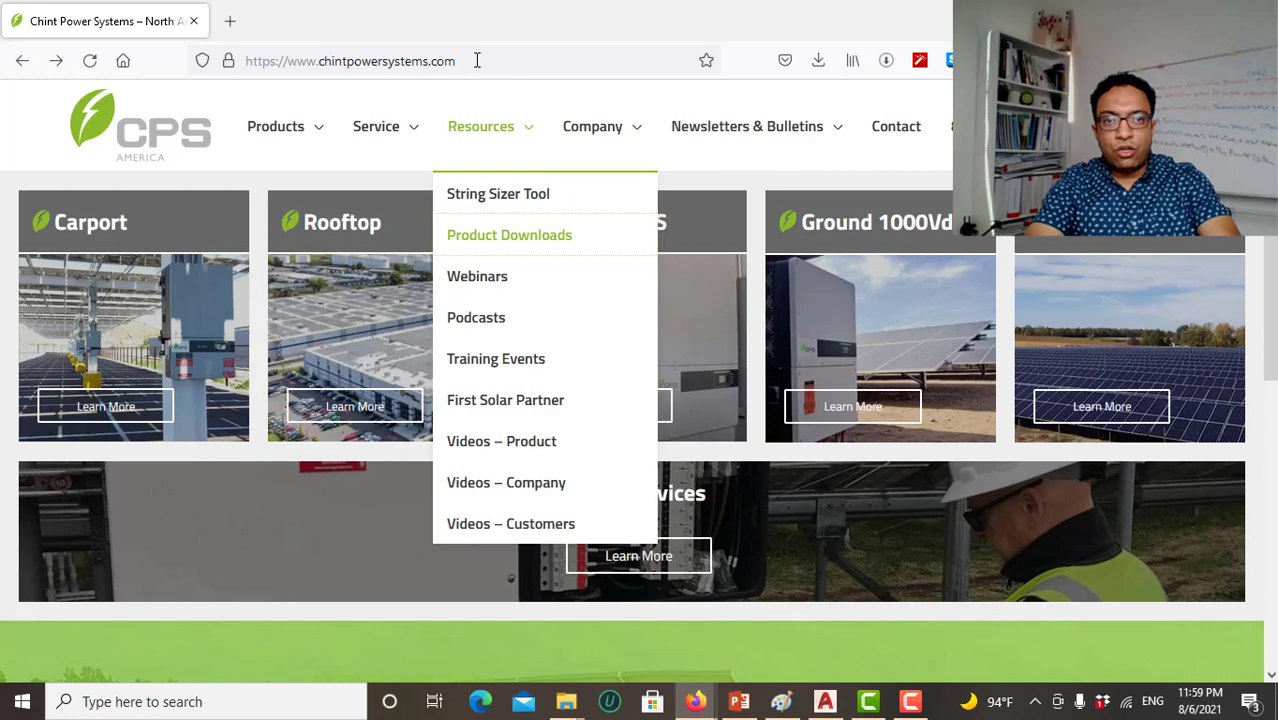 Chint Power Systems – North A
https://www.chintpowersystems.com
CPS
AMERICA
Products
Service
Resources
Company
Newsletters & Bulletins
Contact
String Sizer Tool
Product Downloads
Webinars
Podcasts
Training Events
First Solar Partner
Videos – Product
Videos – Company
Videos – Customers
Carport
Rooftop
S
Ground 1000Vd
Learn More
Learn More
Learn More
Learn More
vices
Learn More
Type here to search
94°F
ENG
11:59 PM
8/6/2021
3